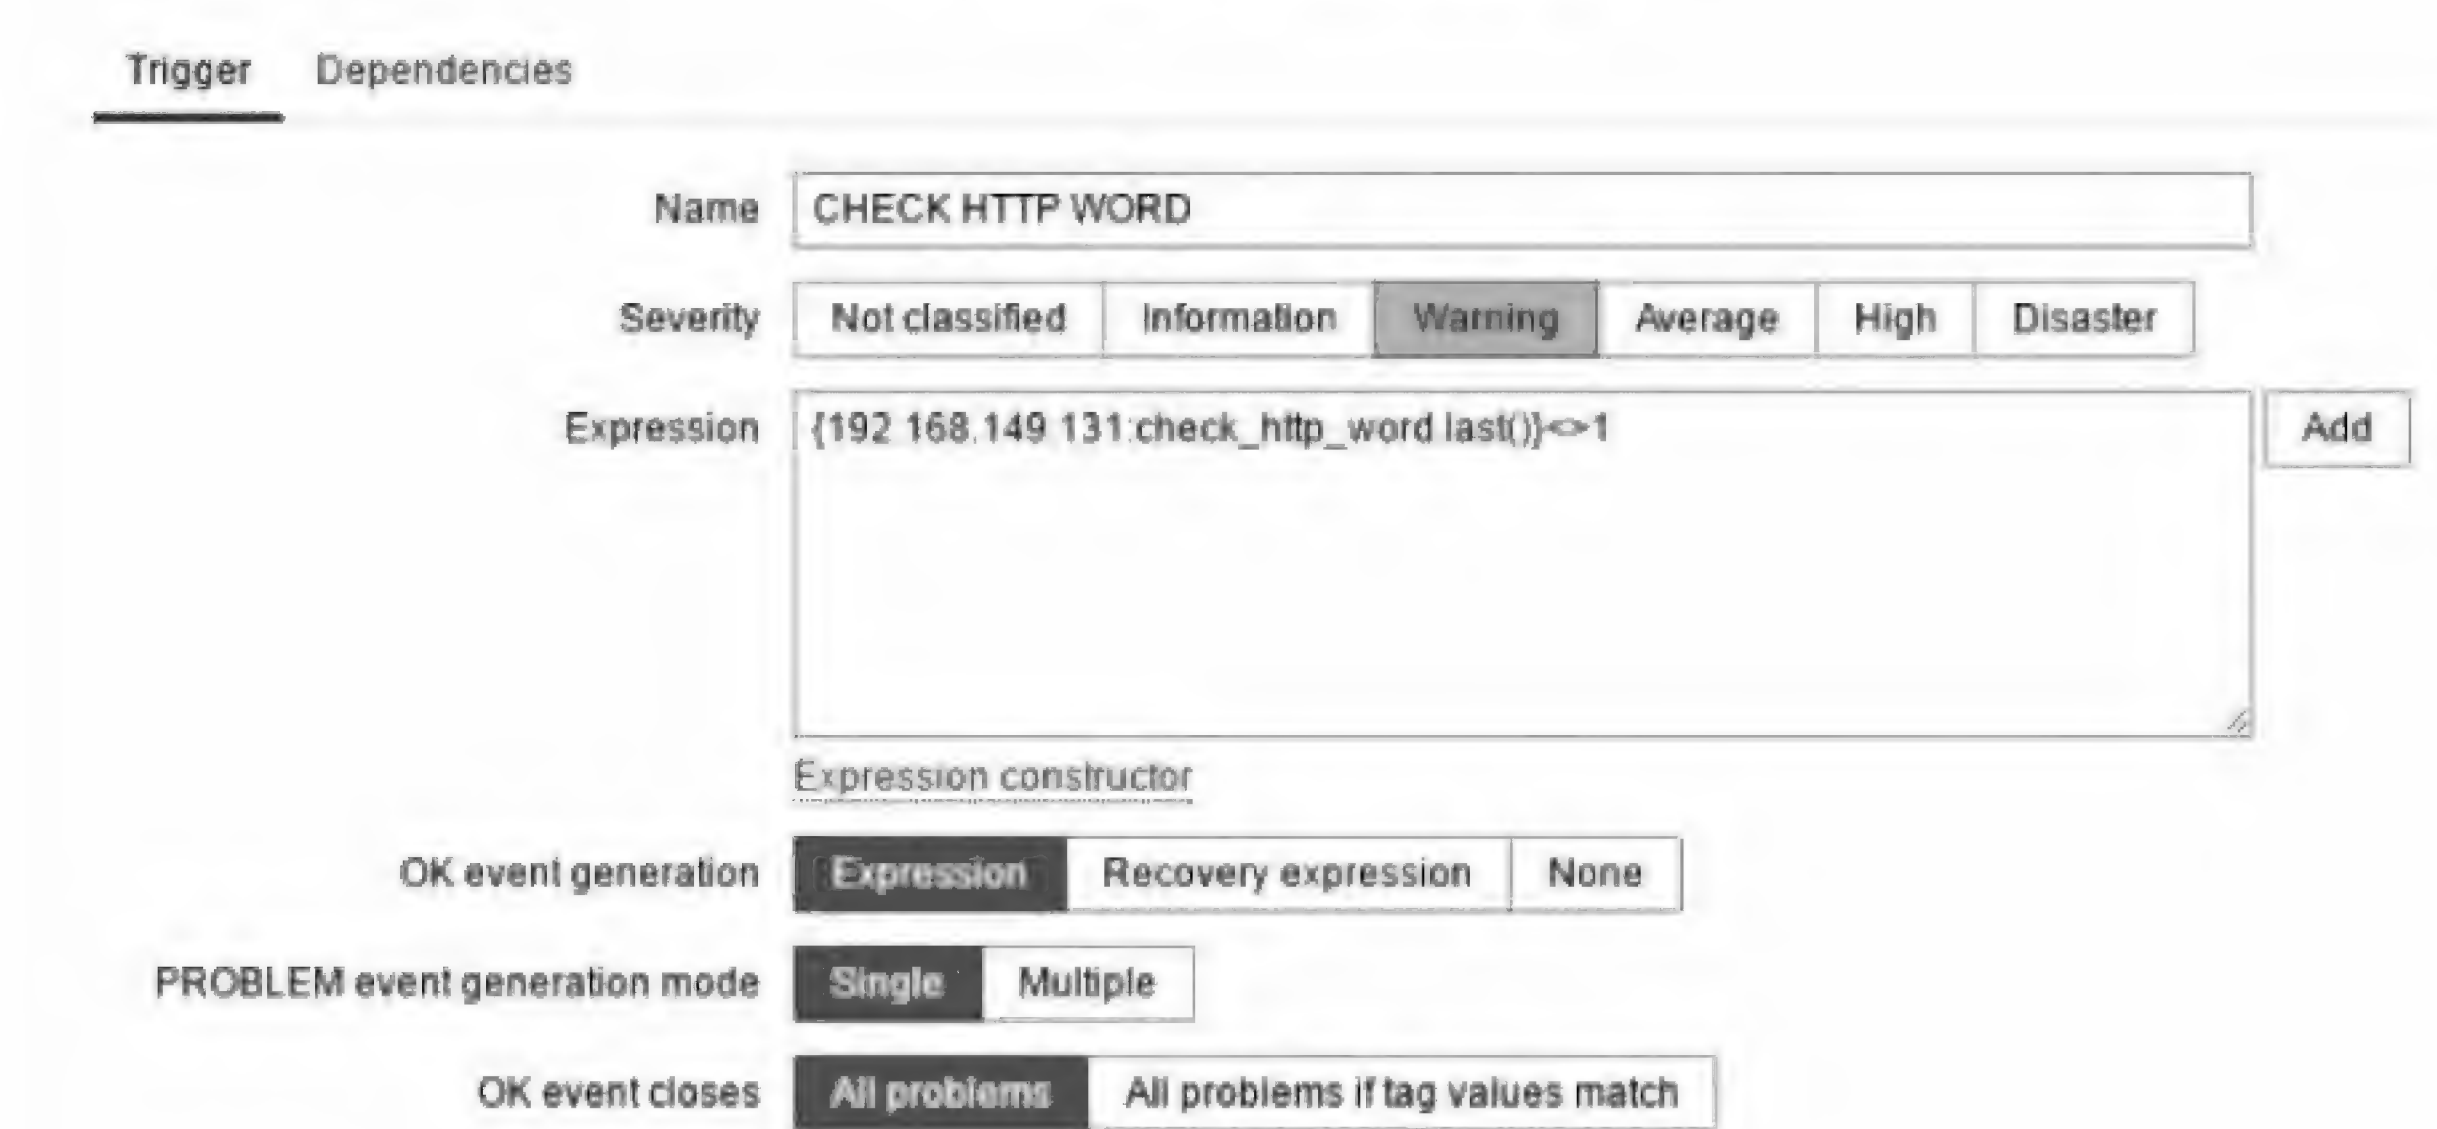 Trigger Dependencies
Name CHECK HTTP WORD
Severity Not classified Information Warning Average High Disaster
Expression {192.168.149.131:check_http_word.last()}<>1 Add
Expression constructor
OK event generation Expression Recovery expression None
PROBLEM event generation mode Single Multiple
OK event closes All problems All problems if tag values match